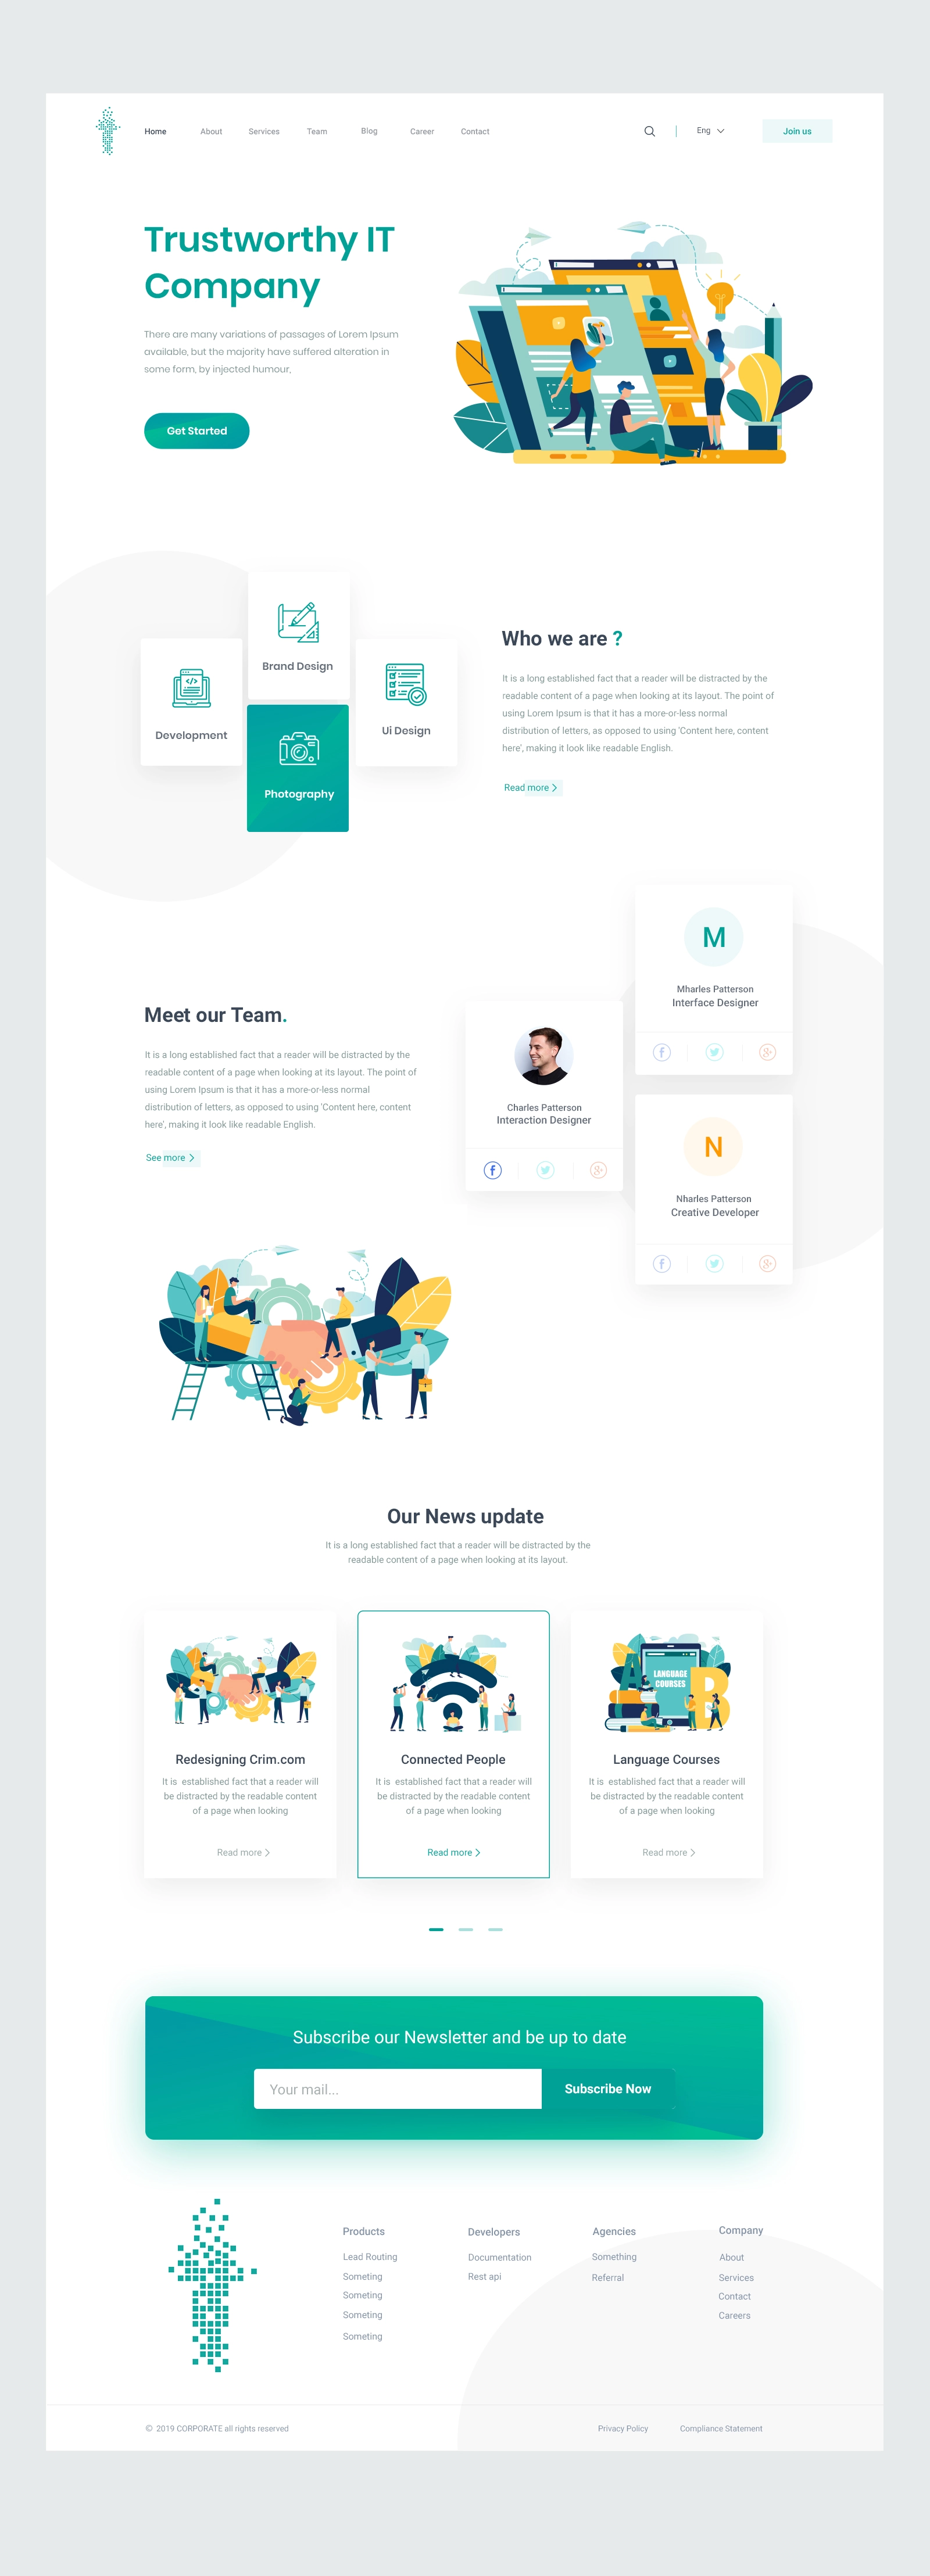 Home
About
Services
Team
Blog
Career
Contact
Eng
Join us
Trustworthy IT
Company
There are many variations of passages of Lorem Ipsum
available, but the majority have suffered alteration in
some form, by injected humour,
Get Started
Brand Design
Development
Ui Design
Photography
Who we are ?
It is a long established fact that a reader will be distracted by the
readable content of a page when looking at its layout. The point of
using Lorem Ipsum is that it has a more-or-less normal
distribution of letters, as opposed to using 'Content here, content
here', making it look like readable English.
Read more
Meet our Team.
It is a long established fact that a reader will be distracted by the
readable content of a page when looking at its layout. The point of
using Lorem Ipsum is that it has a more-or-less normal
distribution of letters, as opposed to using 'Content here, content
here', making it look like readable English.
See more
Charles Patterson
Interaction Designer
f
g+
M
Mharles Patterson
Interface Designer
f
g+
N
Nharles Patterson
Creative Developer
f
g+
Our News update
It is a long established fact that a reader will be distracted by the
readable content of a page when looking at its layout.
Redesigning Crim.com
It is established fact that a reader will
be distracted by the readable content
of a page when looking
Read more
Connected People
It is established fact that a reader will
be distracted by the readable content
of a page when looking
Read more
A
LANGUAGE
COURSES
B
Language Courses
It is established fact that a reader will
be distracted by the readable content
of a page when looking
Read more
Subscribe our Newsletter and be up to date
Your mail...
Subscribe Now
Products
Lead Routing
Someting
Someting
Someting
Someting
Developers
Documentation
Rest api
Agencies
Something
Referral
Company
About
Services
Contact
Careers
© 2019 CORPORATE all rights reserved
Privacy Policy
Compliance Statement